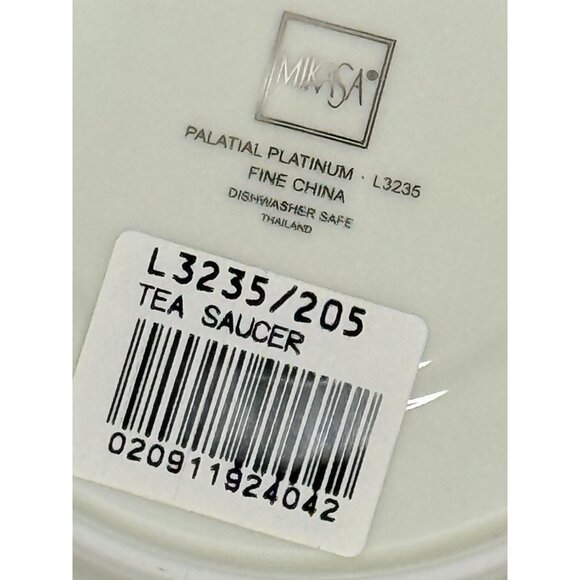 MIKASA®
PALATIAL PLATINUM · L3235
FINE CHINA
DISHWASHER SAFE
THAILAND
L3235/205
TEA SAUCER
020911924042